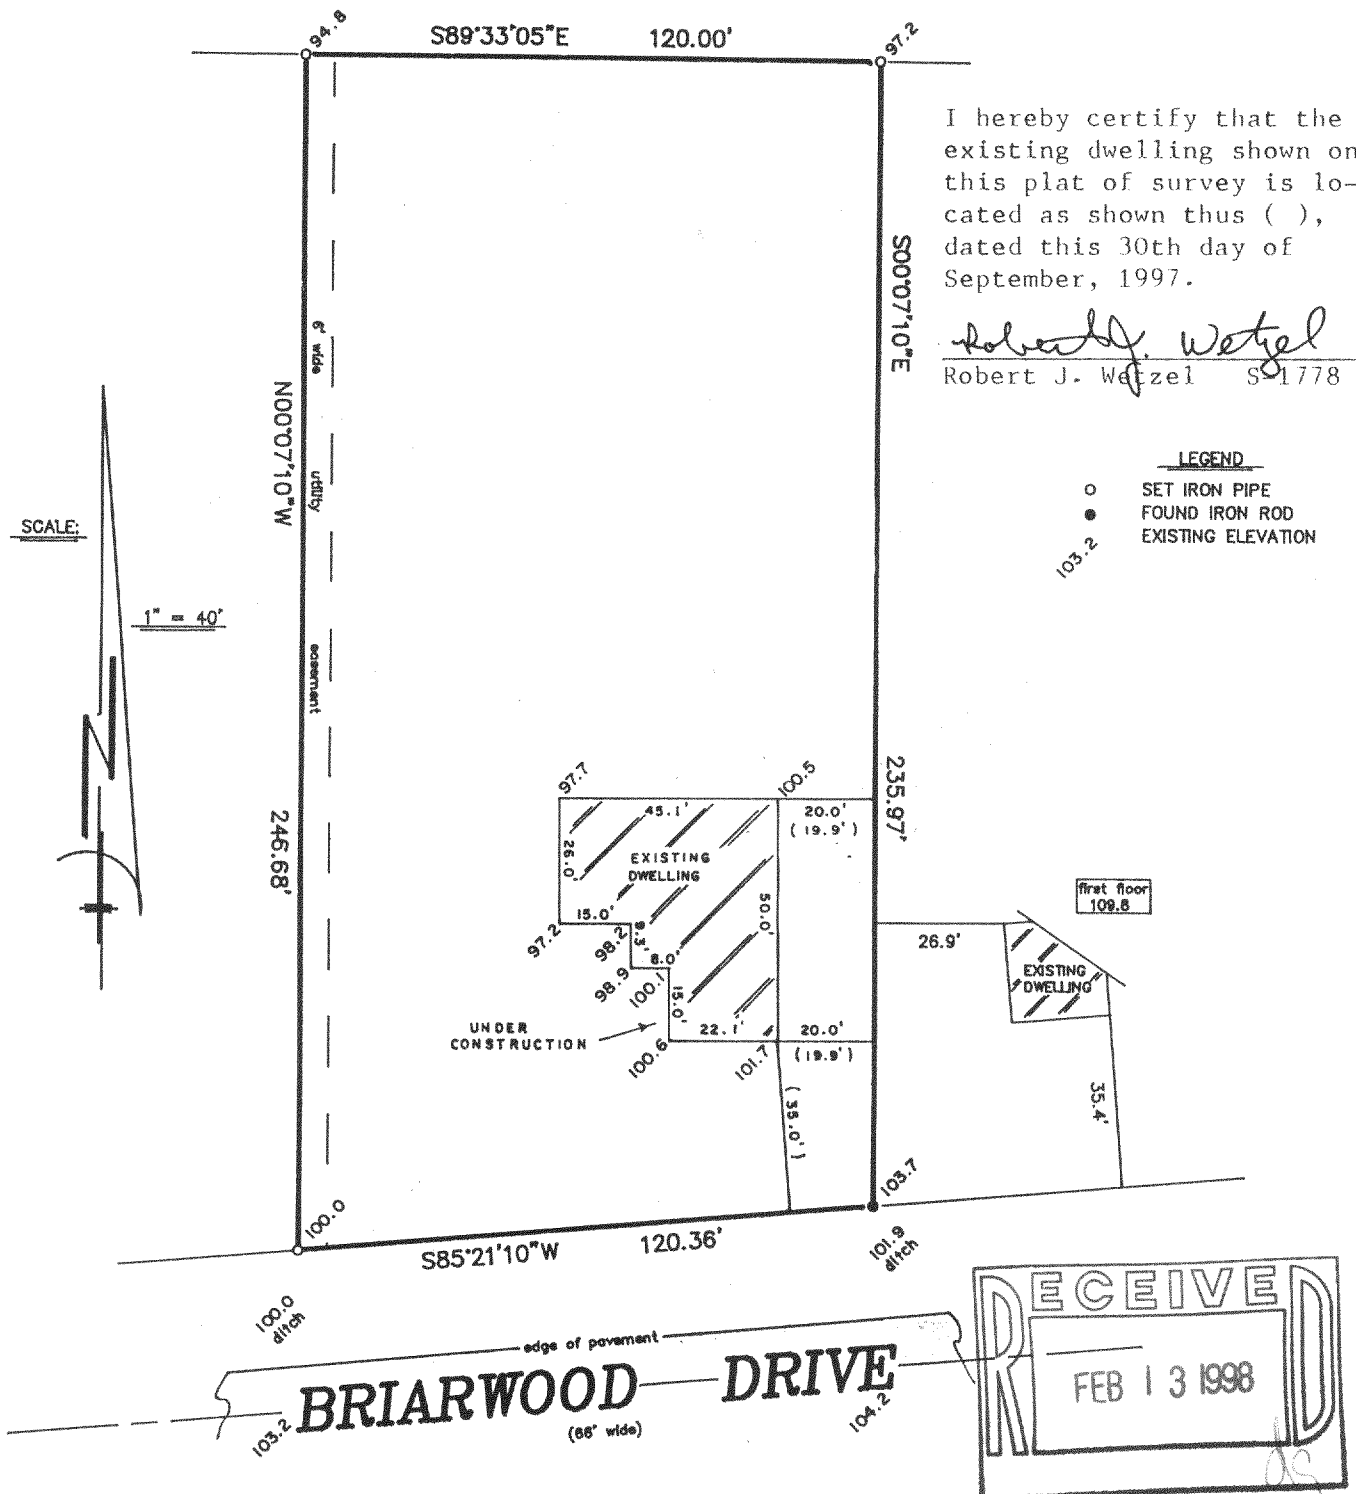 94.8
S89°33'05"E 120.00'
97.2
I hereby certify that the
existing dwelling shown on
this plat of survey is lo-
cated as shown thus ( ),
dated this 30th day of
September, 1997.
Robert J. Wetzel
Robert J. Wetzel S-1778
S00°07'10"E
235.97'
N00°07'10"W
246.68'
6' wide utility easement
LEGEND
SET IRON PIPE
FOUND IRON ROD
103.2 EXISTING ELEVATION
SCALE:
1" = 40'
N
97.7
100.5
45.1'
20.0'
(19.9')
26.0'
EXISTING
DWELLING
50.0'
15.0'
97.2
98.2
9.3'
8.0'
98.9
100.1
15.0'
UNDER
CONSTRUCTION
22.1'
20.0'
(19.9')
100.6
101.7
(35.0')
first floor
109.8
26.9'
EXISTING
DWELLING
35.4'
103.7
100.0
S85°21'10"W 120.36'
101.9
ditch
100.0
ditch
edge of pavement
BRIARWOOD DRIVE
(66' wide)
103.2
104.2
RECEIVED
FEB 13 1998